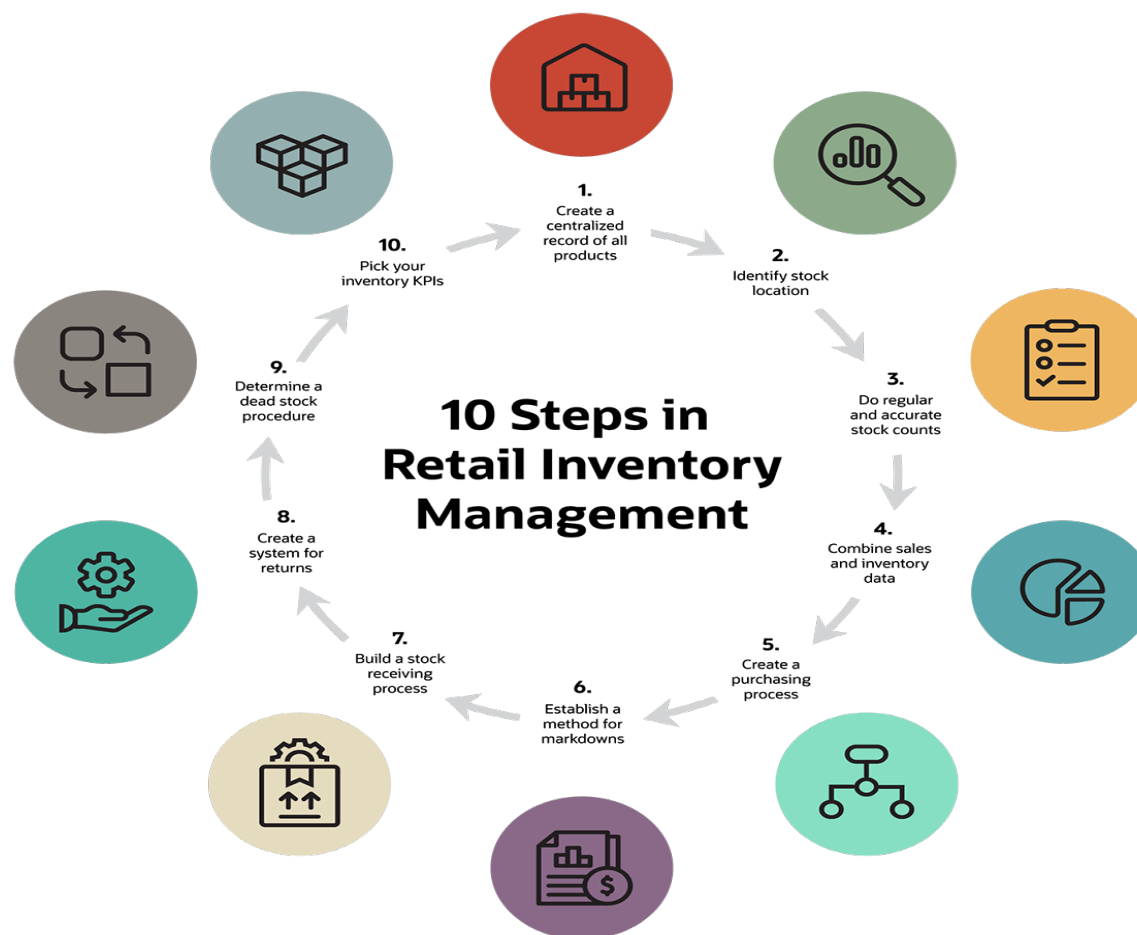 10 Steps in
Retail Inventory
Management
1.
Create a
centralized
record of all
products
2.
Identify stock
location
3.
Do regular
and accurate
stock counts
4.
Combine sales
and inventory
data
5.
Create a
purchasing
process
6.
Establish a
method for
markdowns
7.
Build a stock
receiving
process
8.
Create a
system for
returns
9.
Determine a
dead stock
procedure
10.
Pick your
inventory KPIs
$